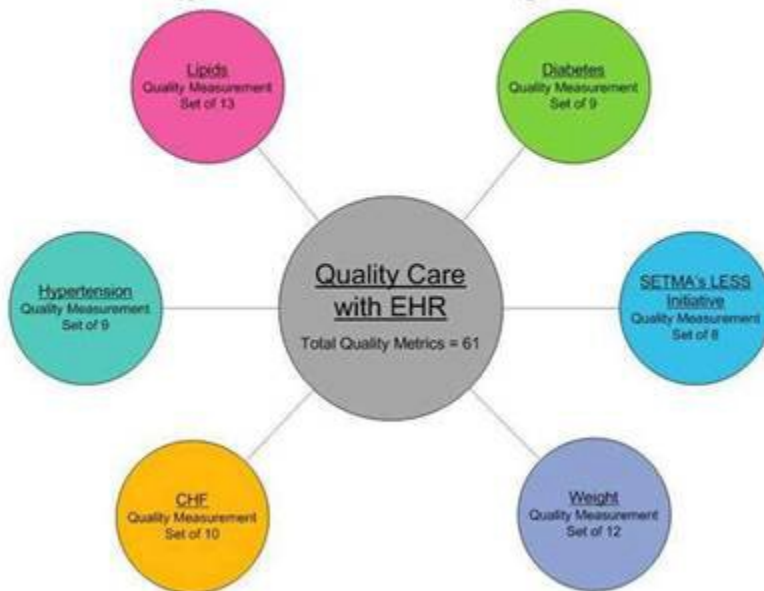 Lipids
Quality Measurement
Set of 13
Diabetes
Quality Measurement
Set of 9
Hypertension
Quality Measurement
Set of 9
Quality Care
with EHR
Total Quality Metrics = 61
SETMA's LESS
Initiative
Quality Measurement
Set of 8
CHF
Quality Measurement
Set of 10
Weight
Quality Measurement
Set of 12